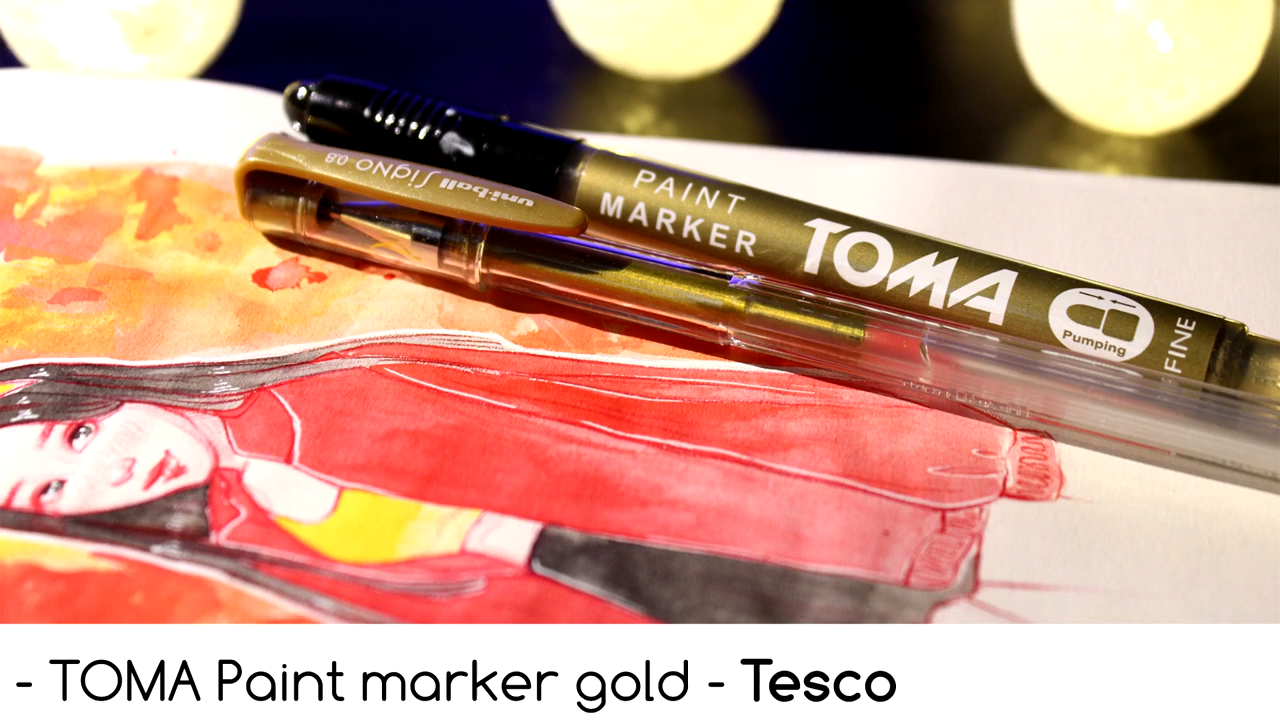 uni-ball SigNO 0.8
PAINT
MARKER
TOMA
Pumping
FINE
- TOMA Paint marker gold - Tesco